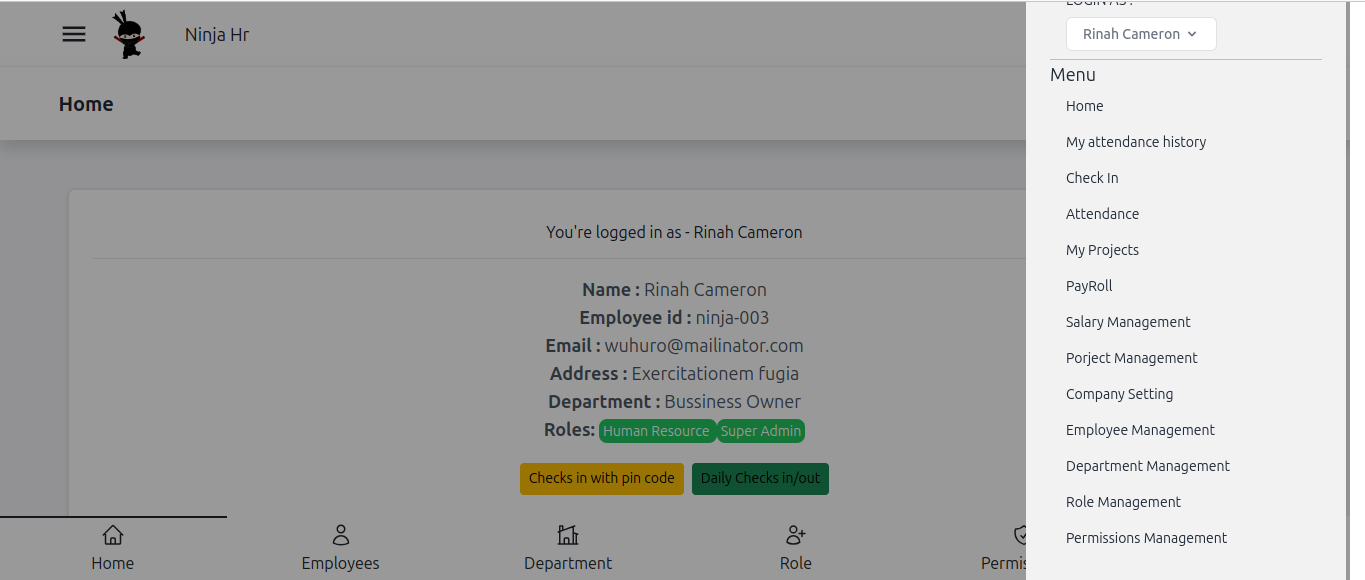 Ninja Hr
Home
You're logged in as - Rinah Cameron
Name : Rinah Cameron
Employee id : ninja-003
Email : wuhuro@mailinator.com
Address : Exercitationem fugia
Department : Bussiness Owner
Roles: Human Resource Super Admin
Checks in with pin code Daily Checks in/out
Home Employees Department Role Permis
LOGIN AS :
Rinah Cameron
Menu
Home
My attendance history
Check In
Attendance
My Projects
PayRoll
Salary Management
Porject Management
Company Setting
Employee Management
Department Management
Role Management
Permissions Management